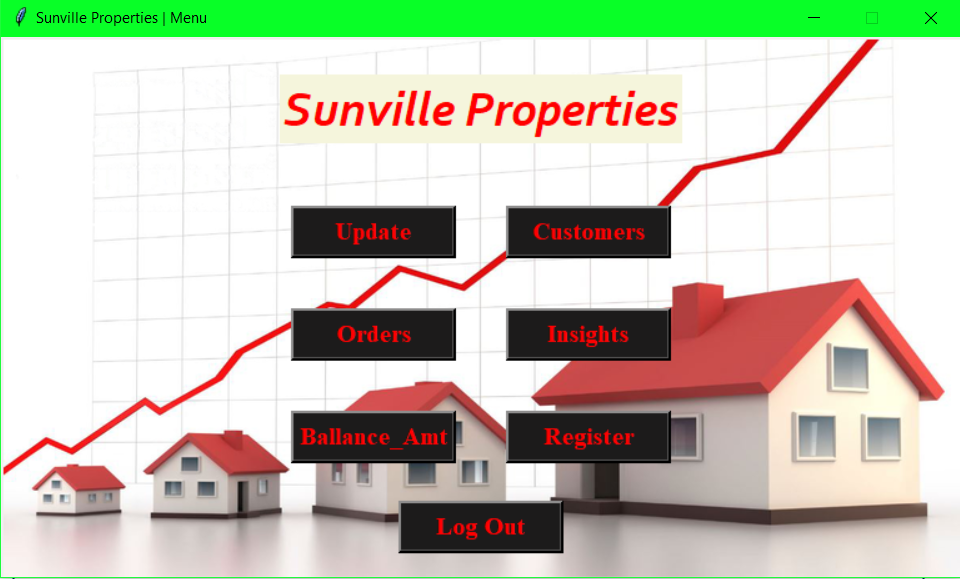 Sunville Properties | Menu
Sunville Properties
Update
Customers
Orders
Insights
Ballance_Amt
Register
Log Out